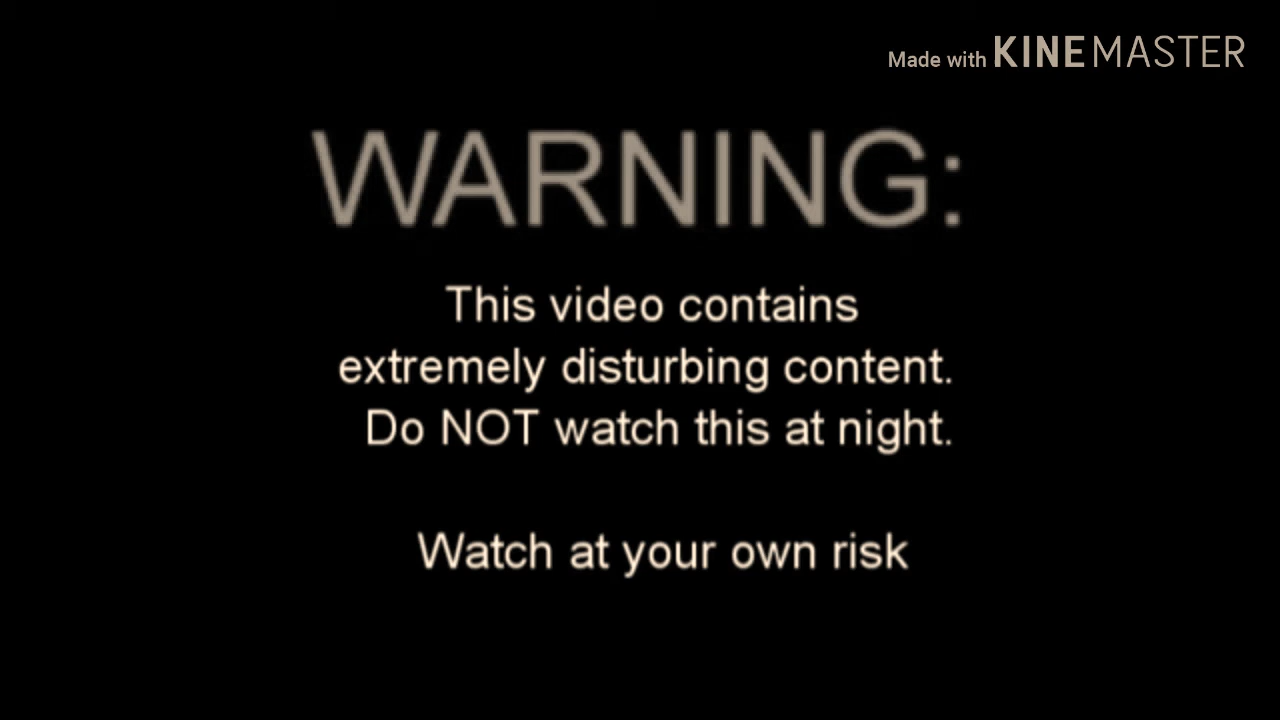 Made with KINEMASTER
WARNING:
This video contains
extremely disturbing content.
Do NOT watch this at night.
Watch at your own risk